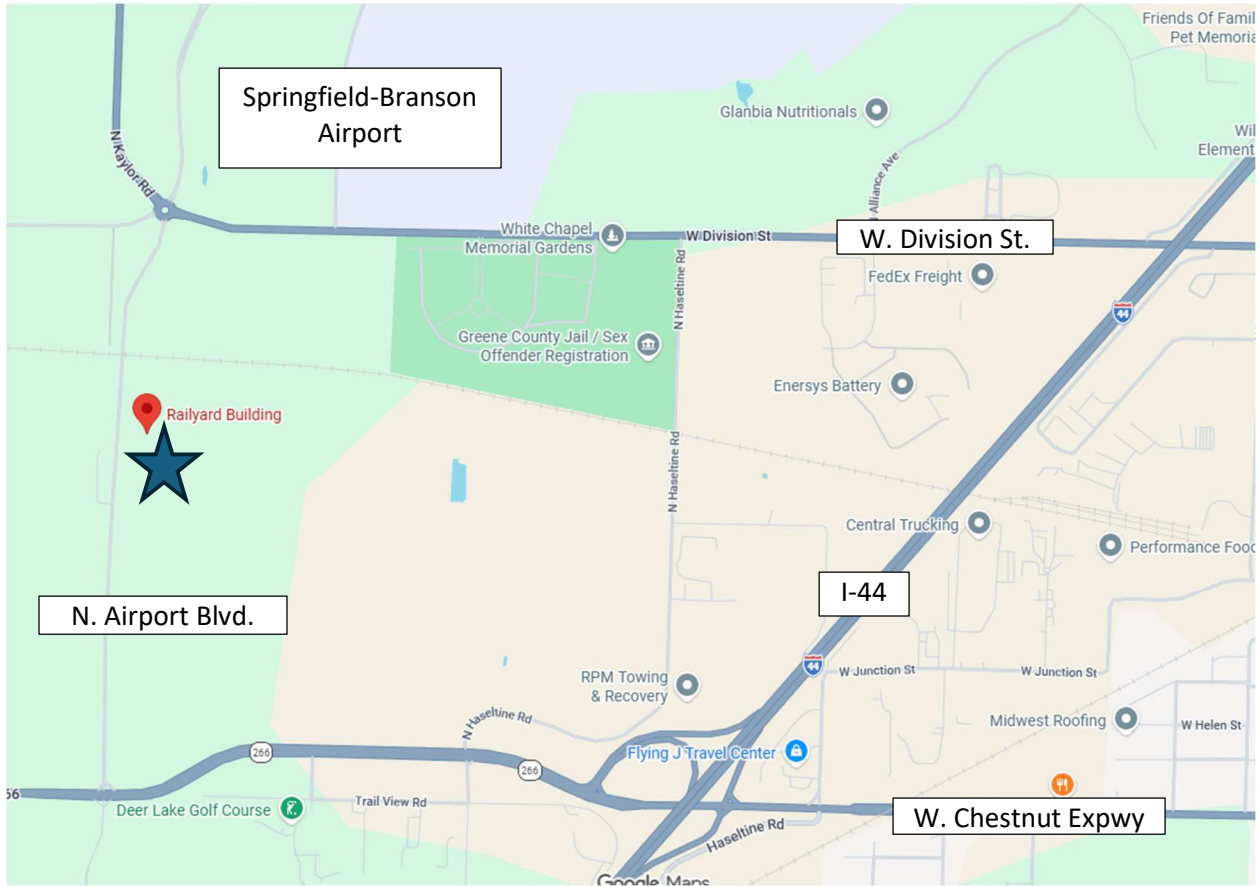 Friends Of Famil
Pet Memoria
Springfield-Branson
Airport
Glanbia Nutritionals
Wil
Element
N Kaylor Rd
N Alliance Ave
White Chapel
Memorial Gardens
W Division St
W. Division St.
FedEx Freight
N Haseltine Rd
44
Greene County Jail / Sex
Offender Registration
Enersys Battery
Railyard Building
N Haseltine Rd
Central Trucking
Performance Food
I-44
N. Airport Blvd.
44
W Junction St
W Junction St
RPM Towing
& Recovery
N Haseltine Rd
Midwest Roofing
W Helen St
266
Flying J Travel Center
266
66
Deer Lake Golf Course
Trail View Rd
W. Chestnut Expwy
Haseltine Rd
Google Maps